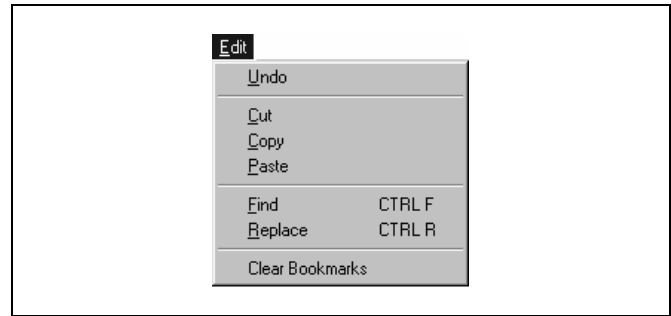 Edit
Undo
Cut
Copy
Paste
Find CTRL F
Replace CTRL R
Clear Bookmarks